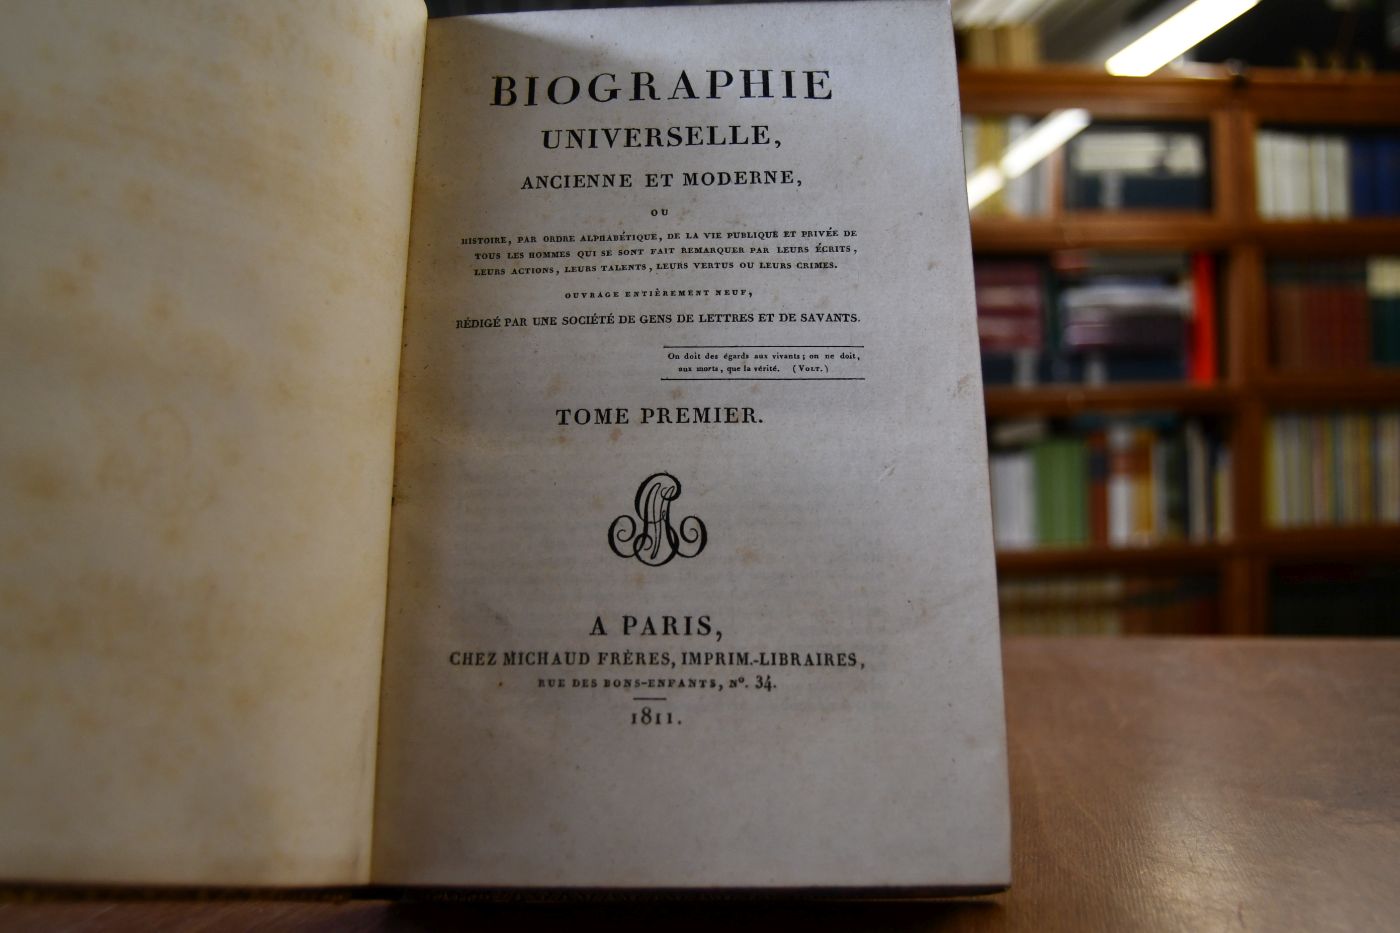 BIOGRAPHIE
UNIVERSELLE,
ANCIENNE ET MODERNE,
OU
HISTOIRE, PAR ORDRE ALPHABÉTIQUE, DE LA VIE PUBLIQUE ET PRIVÉE DE
TOUS LES HOMMES QUI SE SONT FAIT REMARQUER PAR LEURS ÉCRITS,
LEURS ACTIONS, LEURS TALENTS, LEURS VERTUS OU LEURS CRIMES.
OUVRAGE ENTIÈREMENT NEUF,
RÉDIGÉ PAR UNE SOCIÉTÉ DE GENS DE LETTRES ET DE SAVANTS.
On doit des égards aux vivants; on ne doit,
aux morts, que la vérité. (VOLT.)
TOME PREMIER.
A PARIS,
CHEZ MICHAUD FRÈRES, IMPRIM.-LIBRAIRES,
RUE DES BONS-ENFANTS, Nº. 34.
1811.